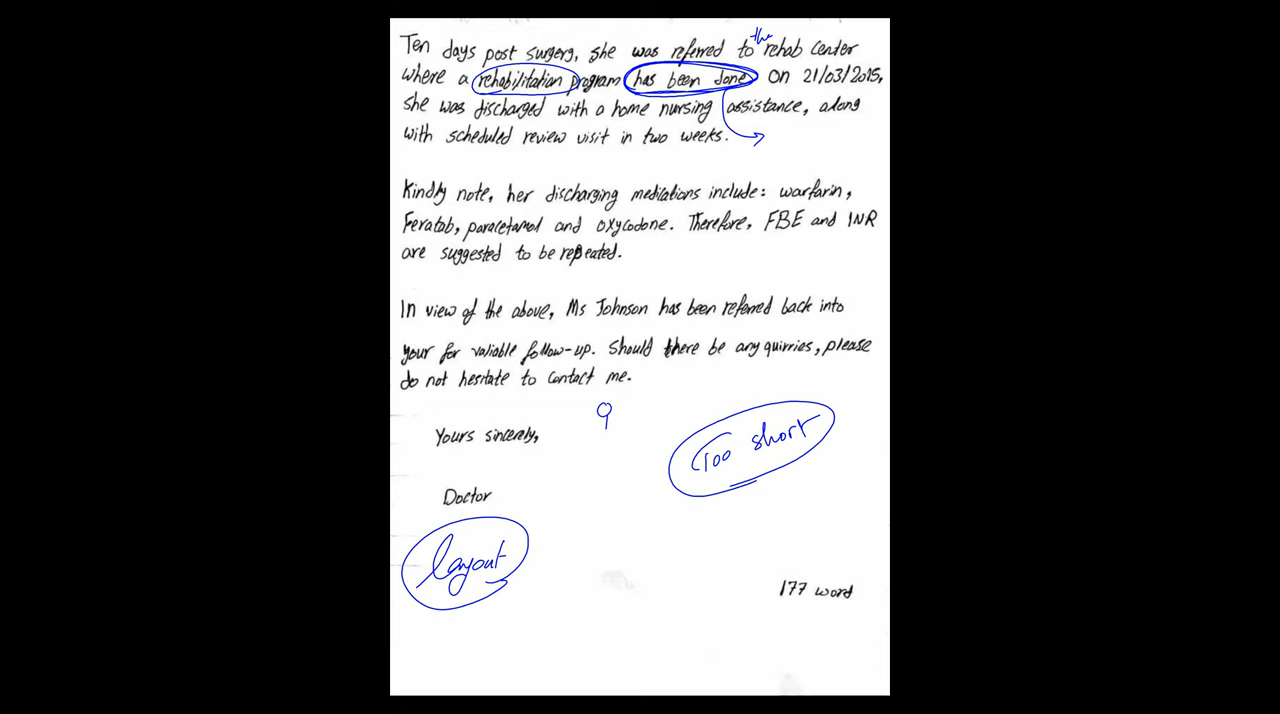 Ten days post surgery, she was referred to the rehab center
where a rehabilitation program has been done on 21/03/2015,
she was discharged with a home nursing assistance, along
with scheduled review visit in two weeks.
Kindly note, her discharging medications include: warfarin,
Feratab, paracetamol and oxycodone. Therefore, FBE and INR
are suggested to be repeated.
In view of the above, Ms Johnson has been referred back into
your for valiable follow-up. Should there be any quirries, please
do not hesitate to contact me.
Yours sincerely,
Too short
Doctor
layout
177 word